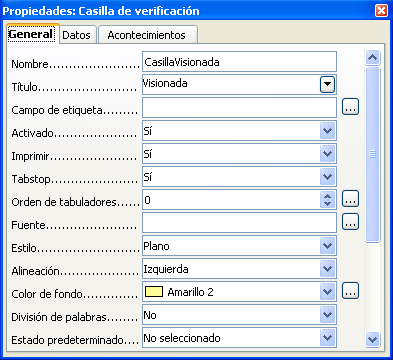 Propiedades: Casilla de verificación
General Datos Acontecimientos
Nombre.................. CasillaVisionada
Título..................... Visionada
Campo de etiqueta...... ...
Activado................. Sí
Imprimir................. Sí
Tabstop.................. Sí
Orden de tabuladores...... 0 ...
Fuente................... ...
Estilo..................... Plano
Alineación............... Izquierda
Color de fondo........... Amarillo 2 ...
División de palabras..... No
Estado predeterminado... No seleccionado